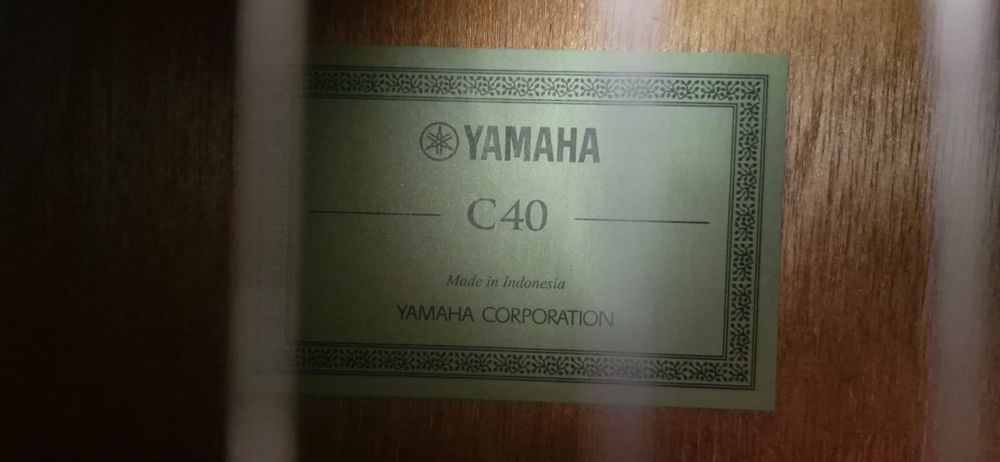 YAMAHA
C40
Made in Indonesia
YAMAHA CORPORATION